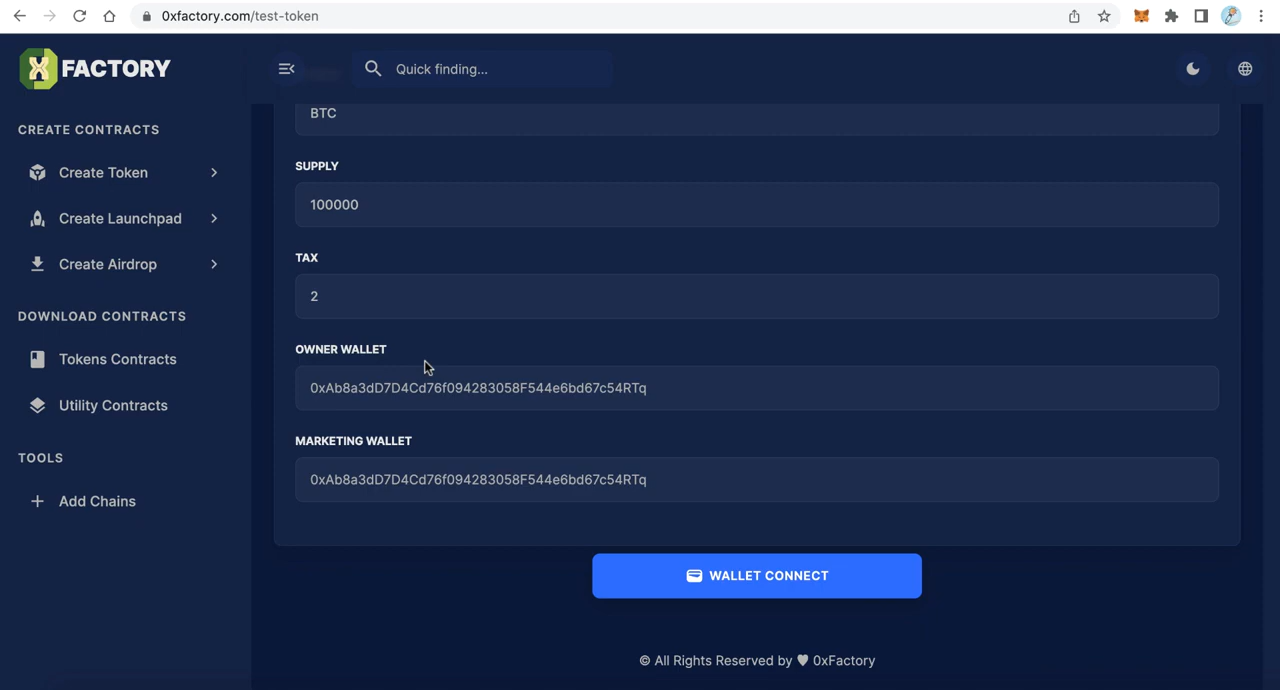 0xfactory.com/test-token
FACTORY
Quick finding...
CREATE CONTRACTS
Create Token
Create Launchpad
Create Airdrop
DOWNLOAD CONTRACTS
Tokens Contracts
Utility Contracts
TOOLS
Add Chains
BTC
SUPPLY
100000
TAX
2
OWNER WALLET
0xAb8a3dD7D4Cd76f094283058F544e6bd67c54RTq
MARKETING WALLET
0xAb8a3dD7D4Cd76f094283058F544e6bd67c54RTq
WALLET CONNECT
© All Rights Reserved by ♥ 0xFactory